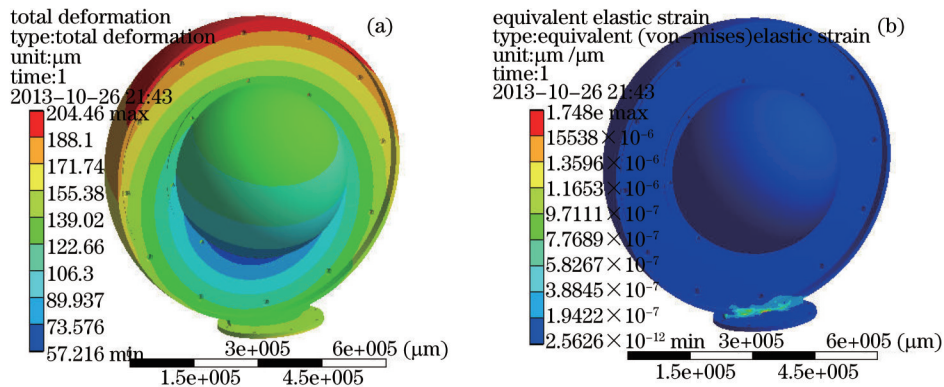 total deformation
type:total deformation
unit:μm
time:1
2013-10-26 21:43
204.46 max
188.1
171.74
155.38
139.02
122.66
106.3
89.937
73.576
57.216 min
(a)
0
3e+005
6e+005 (μm)
1.5e+005
4.5e+005
equivalent elastic strain
type:equivalent (von-mises)elastic strain
unit:μm /μm
time:1
2013-10-26 21:43
1.748e max
15538×10⁻⁶
1.3596×10⁻⁶
1.1653×10⁻⁶
9.7111×10⁻⁷
7.7689×10⁻⁷
5.8267×10⁻⁷
3.8845×10⁻⁷
1.9422×10⁻⁷
2.5626×10⁻¹² min
(b)
3e+005
6e+005 (μm)
1.5e+005
4.5e+005